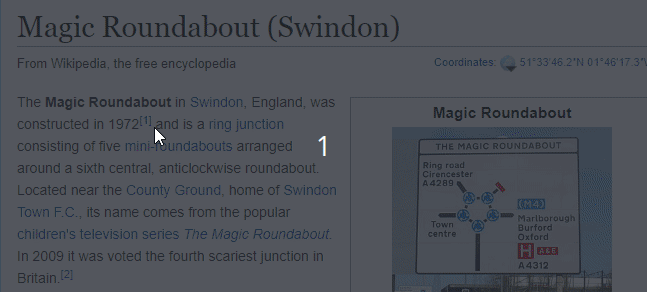 Magic Roundabout (Swindon)
From Wikipedia, the free encyclopedia
Coordinates: 51°33′46.2″N 01°46′17.3″
The Magic Roundabout in Swindon, England, was
constructed in 1972[1] and is a ring junction
consisting of five mini-roundabouts arranged
around a sixth central, anticlockwise roundabout.
Located near the County Ground, home of Swindon
Town F.C., its name comes from the popular
children's television series The Magic Roundabout.
In 2009 it was voted the fourth scariest junction in
Britain.[2]
1
Magic Roundabout
THE MAGIC ROUNDABOUT
Ring road
Cirencester
A4289
(M4)
Marlborough
Burford
Oxford
Town
centre
H A&E
A4312